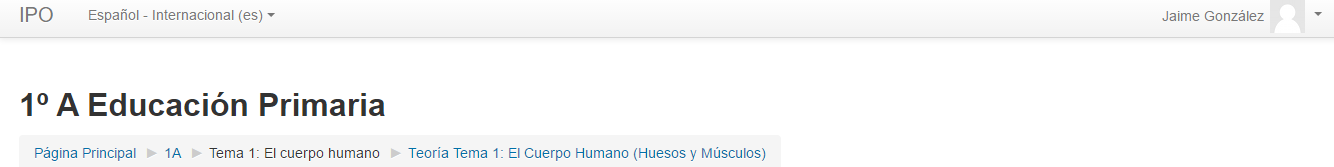 IPO Español - Internacional (es) Jaime González
1º A Educación Primaria
Página Principal 1A Tema 1: El cuerpo humano Teoría Tema 1: El Cuerpo Humano (Huesos y Músculos)